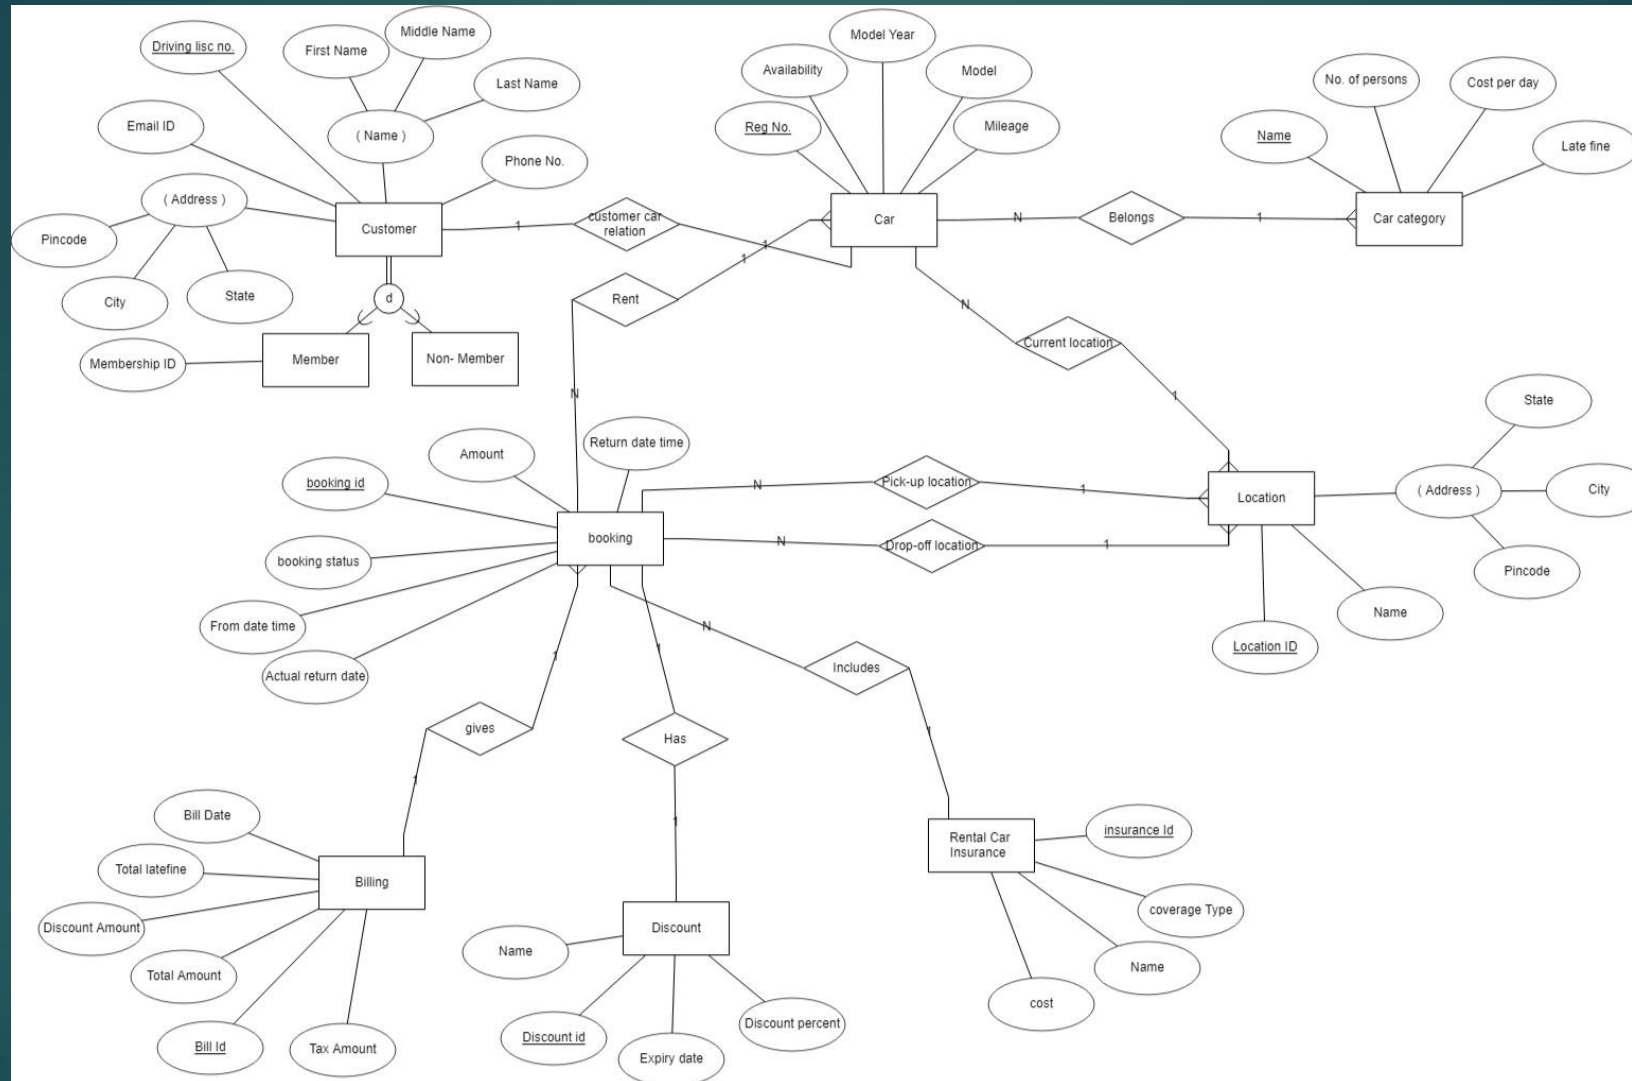 Driving lisc no.
First Name
Middle Name
Last Name
Email ID
( Name )
Phone No.
( Address )
Pincode
City
State
Customer
1
customer car
relation
1
d
Member
Non- Member
Membership ID
Model Year
Availability
Model
Reg No.
Mileage
Car
N
Belongs
1
No. of persons
Cost per day
Name
Late fine
Car category
Rent
1
N
N
Current location
1
State
( Address )
City
Pincode
Location
Name
Location ID
Return date time
Amount
booking id
booking status
From date time
Actual return date
booking
N
Pick-up location
1
N
Drop-off location
1
1
gives
1
1
Has
1
N
Includes
1
Bill Date
Total latefine
Discount Amount
Total Amount
Bill Id
Tax Amount
Billing
Discount
Name
Discount id
Expiry date
Discount percent
Rental Car
Insurance
insurance Id
coverage Type
Name
cost